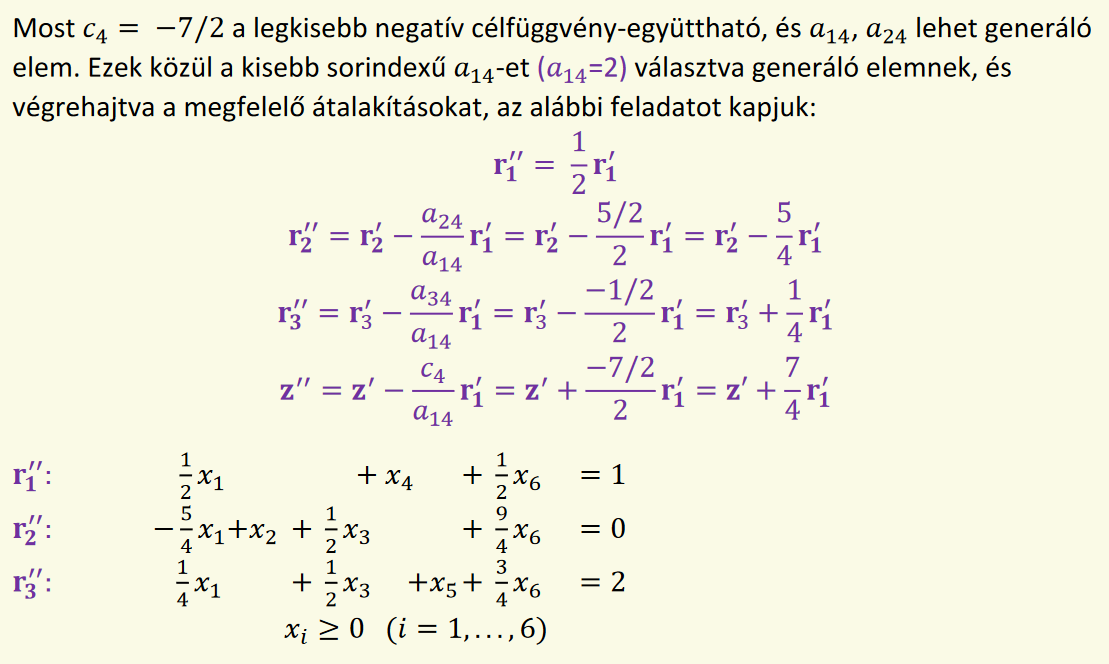 Most c₄ = −7/2 a legkisebb negatív célfüggvény-együttható, és a₁₄, a₂₄ lehet generáló
elem. Ezek közül a kisebb sorindexű a₁₄-et (a₁₄=2) választva generáló elemnek, és
végrehajtva a megfelelő átalakításokat, az alábbi feladatot kapjuk:
r₁′′ = 1/2 r₁′
r₂′′ = r₂′ − a₂₄/a₁₄ r₁′ = r₂′ − (5/2)/2 r₁′ = r₂′ − 5/4 r₁′
r₃′′ = r₃′ − a₃₄/a₁₄ r₁′ = r₃′ − (−1/2)/2 r₁′ = r₃′ + 1/4 r₁′
z′′ = z′ − c₄/a₁₄ r₁′ = z′ + (−7/2)/2 r₁′ = z′ + 7/4 r₁′
r₁′′: 1/2 x₁ + x₄ + 1/2 x₆ = 1
r₂′′: − 5/4 x₁+x₂ + 1/2 x₃ + 9/4 x₆ = 0
r₃′′: 1/4 x₁ + 1/2 x₃ +x₅+ 3/4 x₆ = 2
xᵢ ≥ 0 (i = 1,…,6)